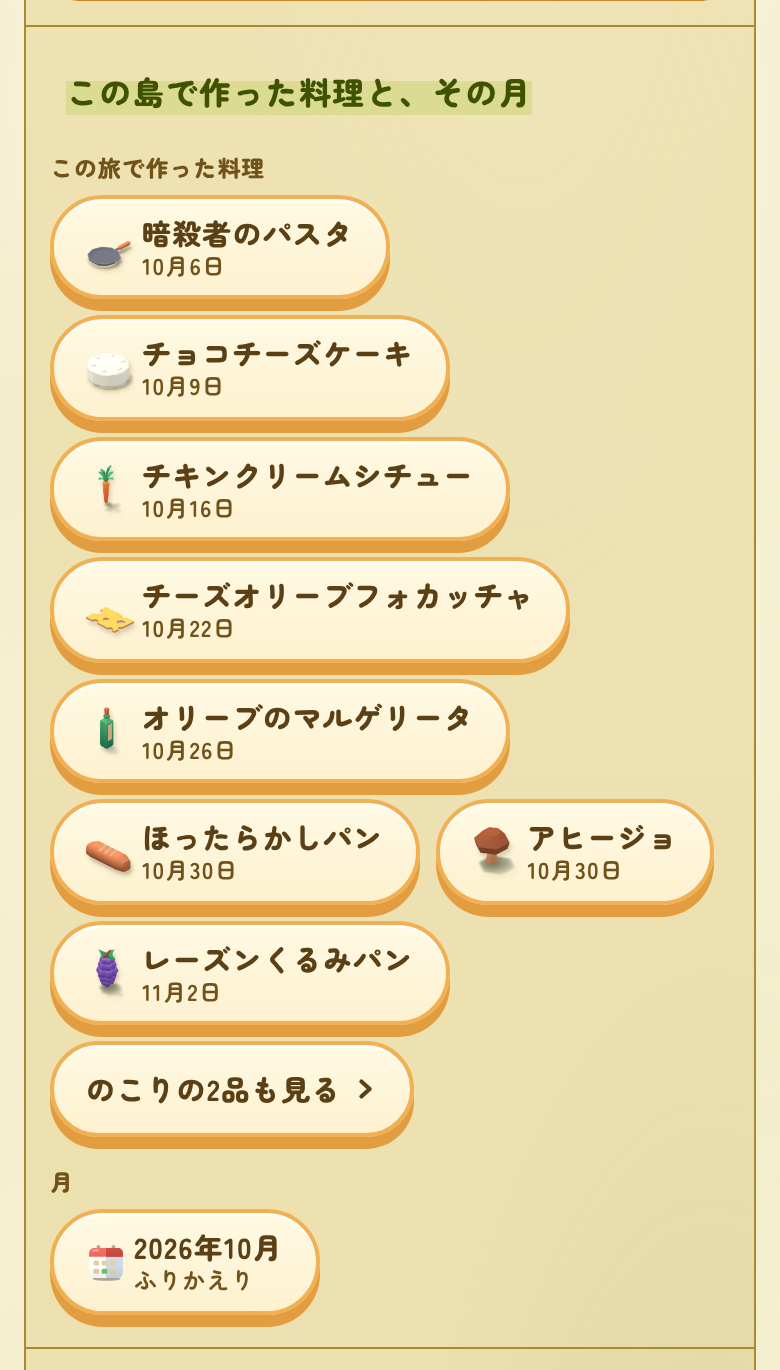 この島で作った料理と、その月
この旅で作った料理
暗殺者のパスタ
10月6日
チョコチーズケーキ
10月9日
チキンクリームシチュー
10月16日
チーズオリーブフォカッチャ
10月22日
オリーブのマルゲリータ
10月26日
ほったらかしパン
10月30日
アヒージョ
10月30日
レーズンくるみパン
11月2日
のこりの2品も見る
月
2026年10月
ふりかえり